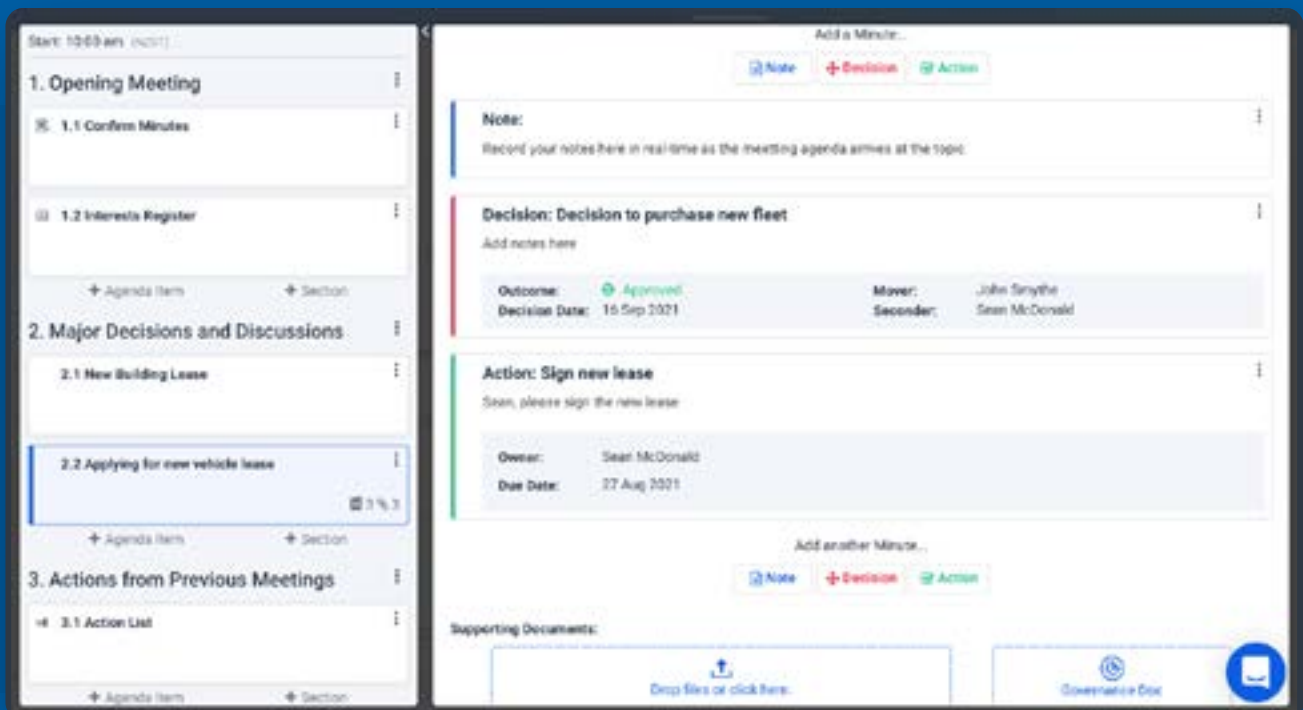 Start: 10:00 am (NZST)
1. Opening Meeting
1.1 Confirm Minutes
1.2 Interests Register
+ Agenda Item + Section
2. Major Decisions and Discussions
2.1 New Building Lease
2.2 Applying for new vehicle lease
3 3
+ Agenda Item + Section
3. Actions from Previous Meetings
3.1 Action List
+ Agenda Item + Section
Add a Minute...
Note Decision Action
Note:
Record your notes here in real-time as the meetting agenda arrives at the topic
Decision: Decision to purchase new fleet
Add notes here
Outcome: Approved Mover: John Smythe
Decision Date: 16 Sep 2021 Seconder: Sean McDonald
Action: Sign new lease
Sean, please sign the new lease
Owner: Sean McDonald
Due Date: 27 Aug 2021
Add another Minute...
Note Decision Action
Supporting Documents:
Drop files or click here.
Governance Doc